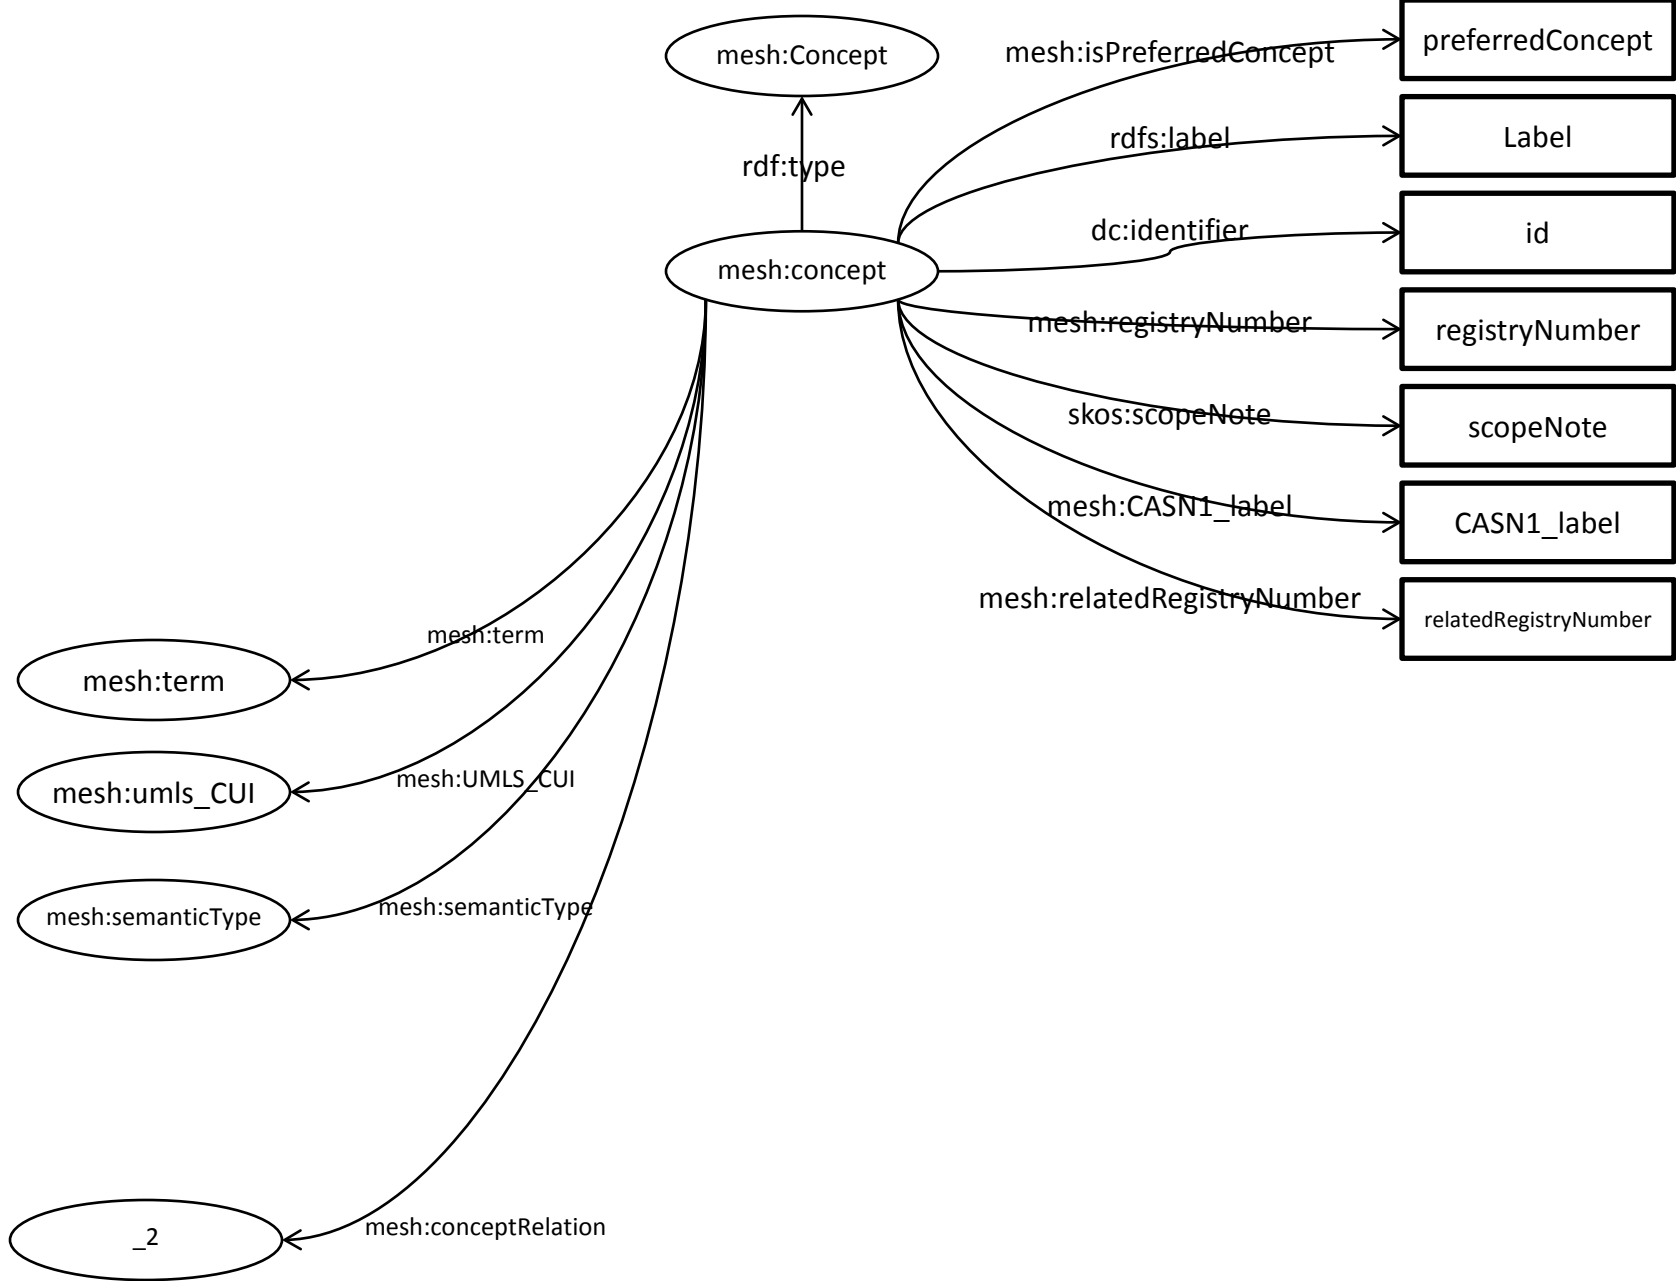 mesh:Concept
mesh:isPreferredConcept
preferredConcept
rdfs:label
Label
rdf:type
dc:identifier
id
mesh:concept
mesh:registryNumber
registryNumber
skos:scopeNote
scopeNote
mesh:CASN1_label
CASN1_label
mesh:relatedRegistryNumber
relatedRegistryNumber
mesh:term
mesh:term
mesh:umls_CUI
mesh:UMLS_CUI
mesh:semanticType
mesh:semanticType
_2
mesh:conceptRelation